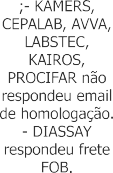 ;- KAMERS,
CEPALAB, AVVA,
LABSTEC,
KAIROS,
PROCIFAR não
respondeu email
de homologação.
- DIASSAY
respondeu frete
FOB.